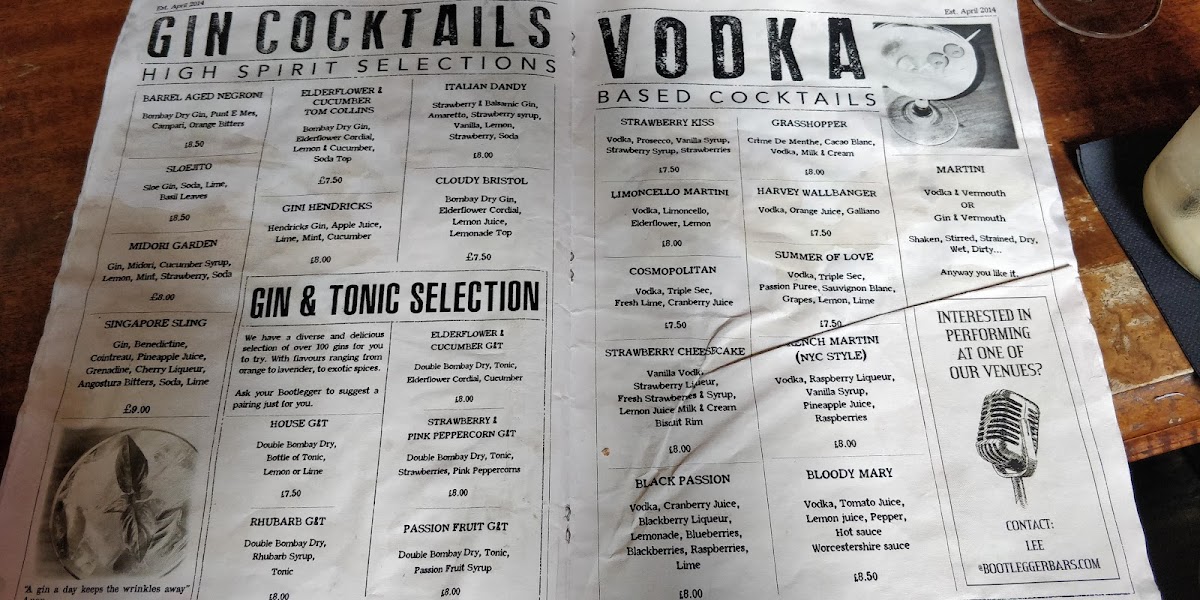 Est. April 2014
GIN COCKTAILS
HIGH SPIRIT SELECTIONS
BARREL AGED NEGRONI
Bombay Dry Gin, Punt E Mes,
Campari, Orange Bitters
£8.50
SLOEJITO
Sloe Gin, Soda, Lime,
Basil Leaves
£8.50
MIDORI GARDEN
Gin, Midori, Cucumber Syrup,
Lemon, Mint, Strawberry, Soda
£8.00
SINGAPORE SLING
Gin, Benedictine,
Cointreau, Pineapple Juice,
Grenadine, Cherry Liqueur,
Angostura Bitters, Soda, Lime
£9.00
"A gin a day keeps the wrinkles away"
ELDERFLOWER &
CUCUMBER
TOM COLLINS
Bombay Dry Gin,
Elderflower Cordial,
Lemon & Cucumber,
Soda Top
£7.50
GINI HENDRICKS
Hendricks Gin, Apple Juice,
Lime, Mint, Cucumber
£8.00
ITALIAN DANDY
Strawberry & Balsamic Gin,
Amaretto, Strawberry syrup,
Vanilla, Lemon,
Strawberry, Soda
£8.00
CLOUDY BRISTOL
Bombay Dry Gin,
Elderflower Cordial,
Lemon Juice,
Lemonade Top
£7.50
GIN & TONIC SELECTION
We have a diverse and delicious
selection of over 100 gins for you
to try. With flavours ranging from
orange to lavender, to exotic spices.
Ask your Bootlegger to suggest a
pairing just for you.
HOUSE G&T
Double Bombay Dry,
Bottle of Tonic,
Lemon or Lime
£7.50
RHUBARB G&T
Double Bombay Dry,
Rhubarb Syrup,
Tonic
£8.00
ELDERFLOWER &
CUCUMBER G&T
Double Bombay Dry, Tonic,
Elderflower Cordial, Cucumber
£8.00
STRAWBERRY &
PINK PEPPERCORN G&T
Double Bombay Dry, Tonic,
Strawberries, Pink Peppercorns
£8.00
PASSION FRUIT G&T
Double Bombay Dry, Tonic,
Passion Fruit Syrup
£8.00
Est. April 2014
VODKA
BASED COCKTAILS
STRAWBERRY KISS
Vodka, Prosecco, Vanilla Syrup,
Strawberry Syrup, Strawberries
£7.50
LIMONCELLO MARTINI
Vodka, Limoncello,
Elderflower, Lemon
£8.00
COSMOPOLITAN
Vodka, Triple Sec,
Fresh Lime, Cranberry Juice
£7.50
STRAWBERRY CHEESECAKE
Vanilla Vodka,
Strawberry Liqueur,
Fresh Strawberries & Syrup,
Lemon Juice Milk & Cream
Biscuit Rim
£8.00
BLACK PASSION
Vodka, Cranberry Juice,
Blackberry Liqueur,
Lemonade, Blueberries,
Blackberries, Raspberries,
Lime
£8.00
GRASSHOPPER
Crème De Menthe, Cacao Blanc,
Vodka, Milk & Cream
£8.00
HARVEY WALLBANGER
Vodka, Orange Juice, Galliano
£7.50
SUMMER OF LOVE
Vodka, Triple Sec,
Passion Puree, Sauvignon Blanc,
Grapes, Lemon, Lime
£7.50
FRENCH MARTINI
(NYC STYLE)
Vodka, Raspberry Liqueur,
Vanilla Syrup,
Pineapple Juice,
Raspberries
£8.00
BLOODY MARY
Vodka, Tomato Juice,
Lemon juice, Pepper,
Hot sauce
Worcestershire sauce
£8.50
MARTINI
Vodka & Vermouth
OR
Gin & Vermouth
Shaken, Stirred, Strained, Dry,
Wet, Dirty...
Anyway you like it.
INTERESTED IN
PERFORMING
AT ONE OF
OUR VENUES?
CONTACT:
LEE
@BOOTLEGGERBARS.COM